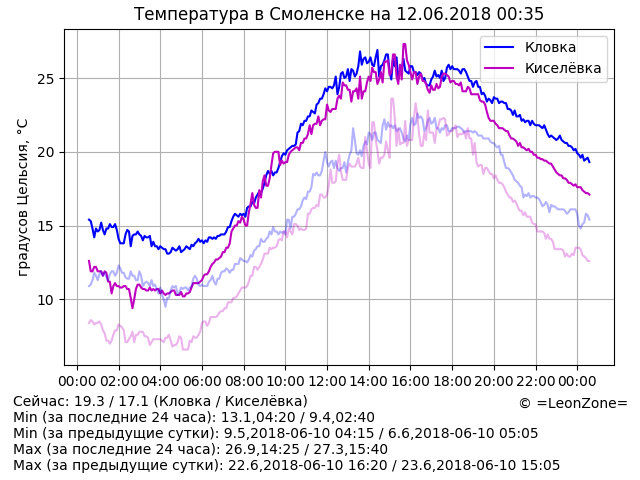 Температура в Смоленске на 12.06.2018 00:35
Кловка
Киселёвка
градусов Цельсия, °C
25
20
15
10
00:00 02:00 04:00 06:00 08:00 10:00 12:00 14:00 16:00 18:00 20:00 22:00 00:00
Сейчас: 19.3 / 17.1 (Кловка / Киселёвка)
© =LeonZone=
Min (за последние 24 часа): 13.1,04:20 / 9.4,02:40
Min (за предыдущие сутки): 9.5,2018-06-10 04:15 / 6.6,2018-06-10 05:05
Max (за последние 24 часа): 26.9,14:25 / 27.3,15:40
Max (за предыдущие сутки): 22.6,2018-06-10 16:20 / 23.6,2018-06-10 15:05